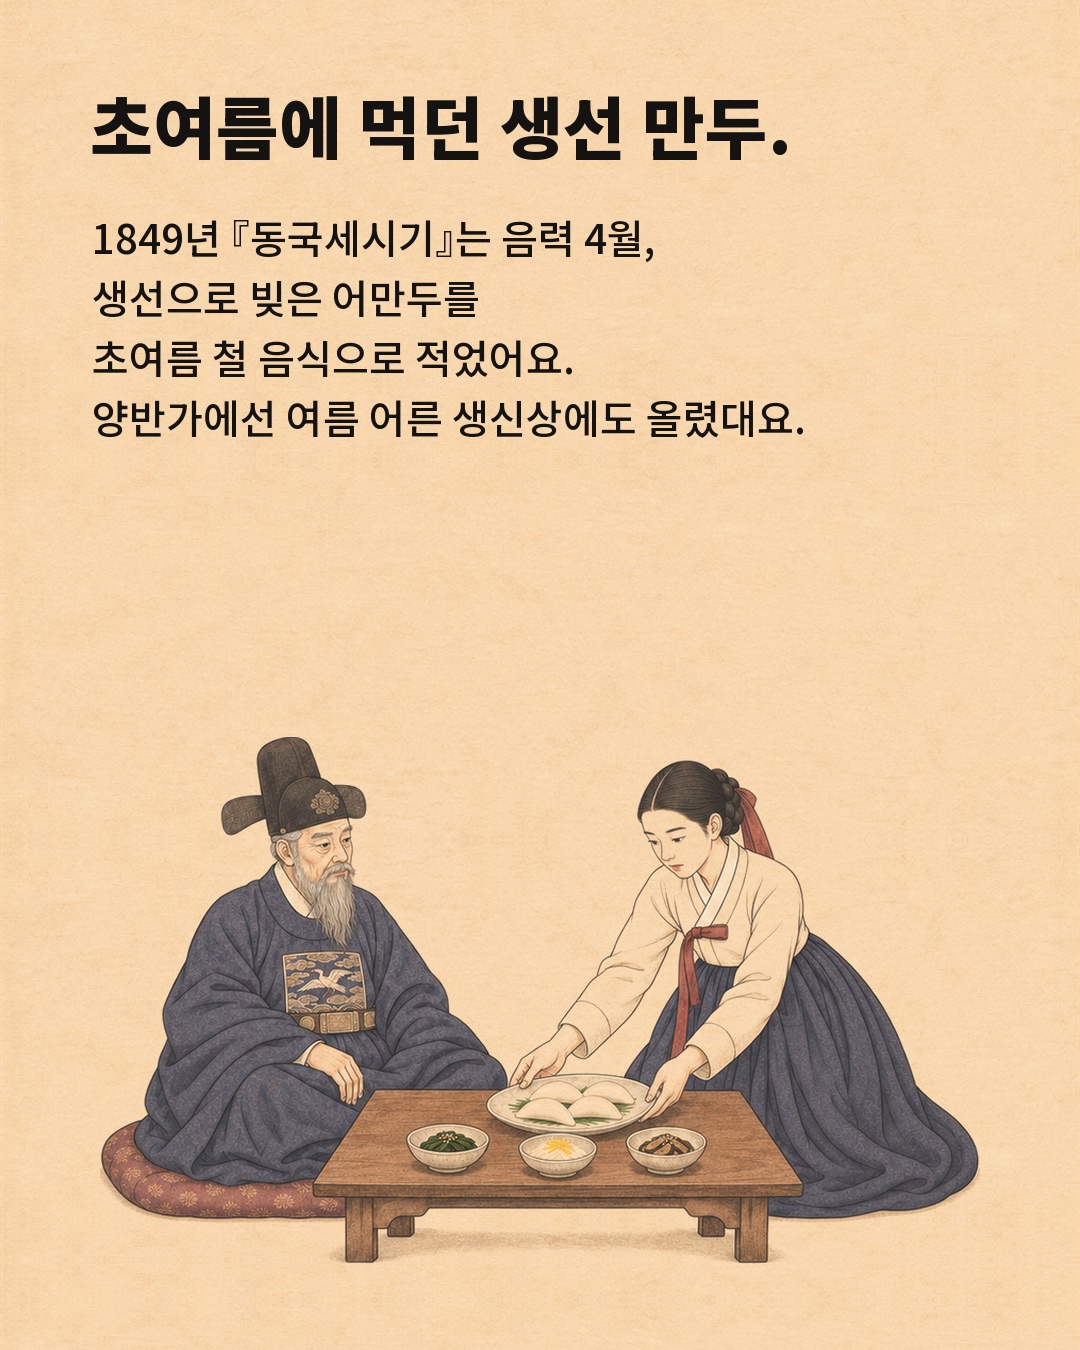 초여름에 먹던 생선 만두.
1849년 『동국세시기』는 음력 4월,
생선으로 빚은 어만두를
초여름 철 음식으로 적었어요.
양반가에선 여름 어른 생신상에도 올렸대요.